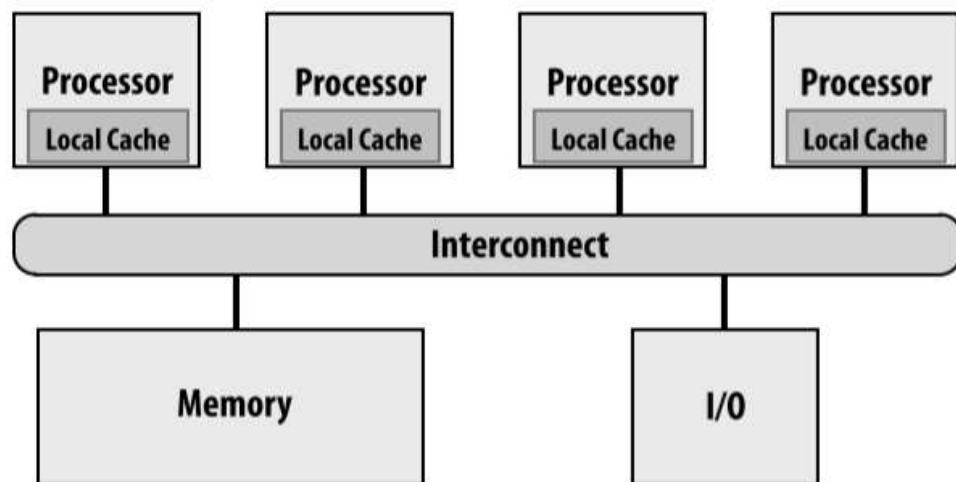 Processor
Local Cache
Processor
Local Cache
Processor
Local Cache
Processor
Local Cache
Interconnect
Memory
I/O